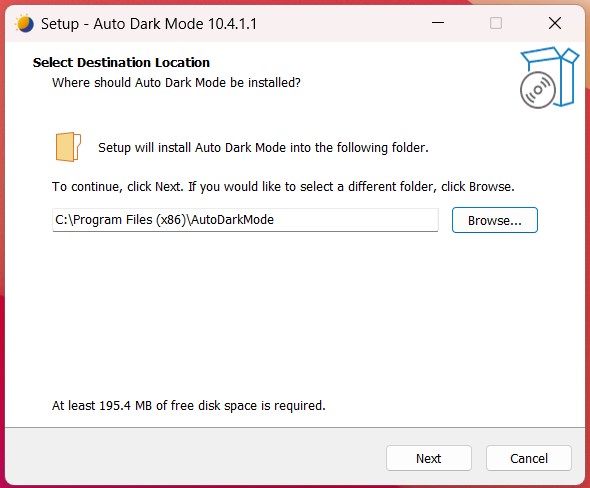 Setup - Auto Dark Mode 10.4.1.1
Select Destination Location
Where should Auto Dark Mode be installed?
Setup will install Auto Dark Mode into the following folder.
To continue, click Next. If you would like to select a different folder, click Browse.
C:\Program Files (x86)\AutoDarkMode
Browse...
At least 195.4 MB of free disk space is required.
Next
Cancel